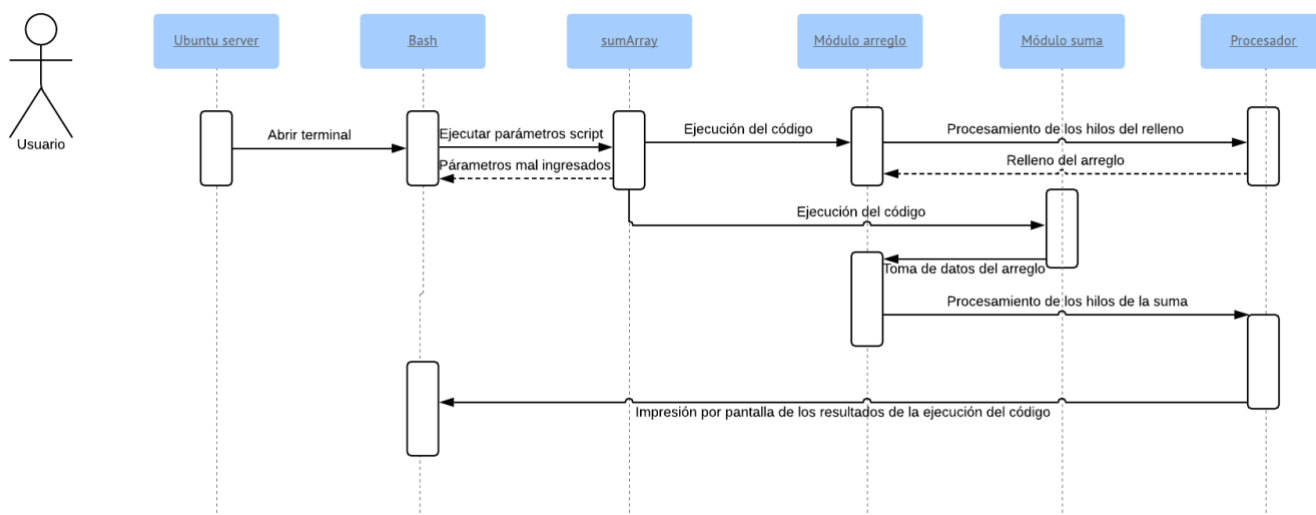 Ubuntu server
Bash
sumArray
Módulo arreglo
Módulo suma
Procesador
Usuario
Abrir terminal
Ejecutar parámetros script
Ejecución del código
Procesamiento de los hilos del relleno
Párametros mal ingresados
Relleno del arreglo
Ejecución del código
Toma de datos del arreglo
Procesamiento de los hilos de la suma
Impresión por pantalla de los resultados de la ejecución del código